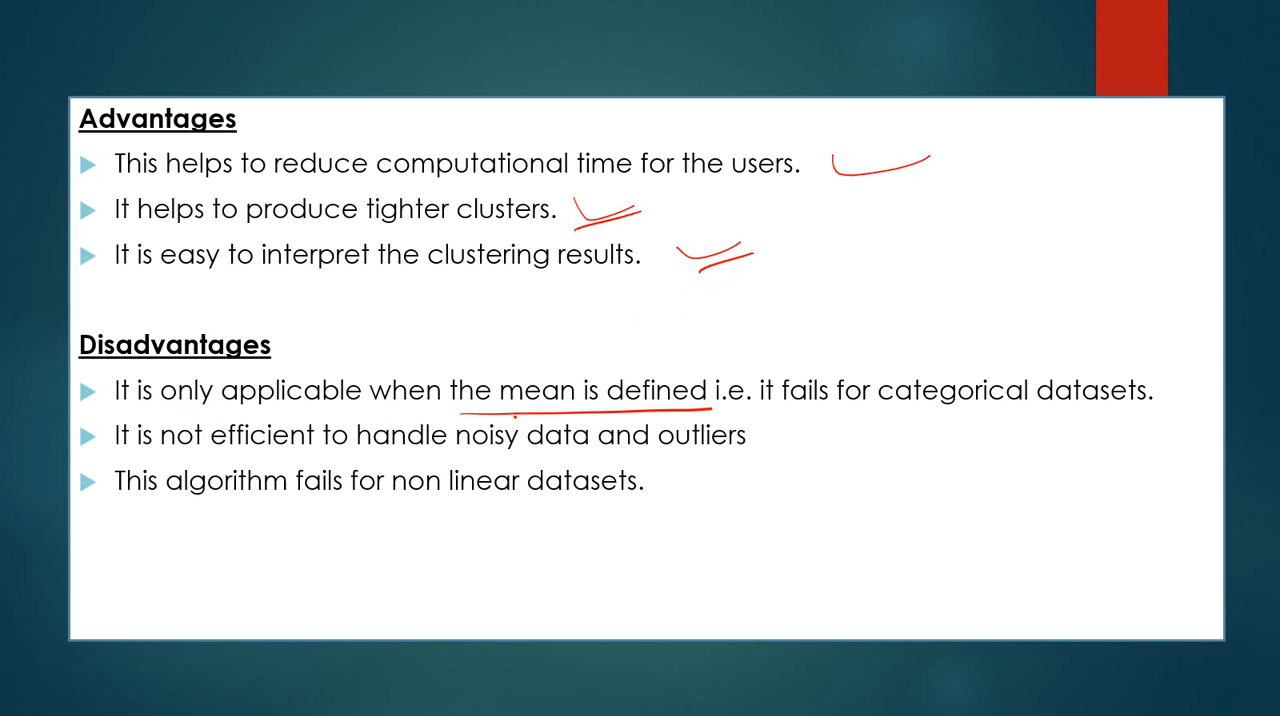 Advantages
This helps to reduce computational time for the users.
It helps to produce tighter clusters.
It is easy to interpret the clustering results.
Disadvantages
It is only applicable when the mean is defined i.e. it fails for categorical datasets.
It is not efficient to handle noisy data and outliers
This algorithm fails for non linear datasets.